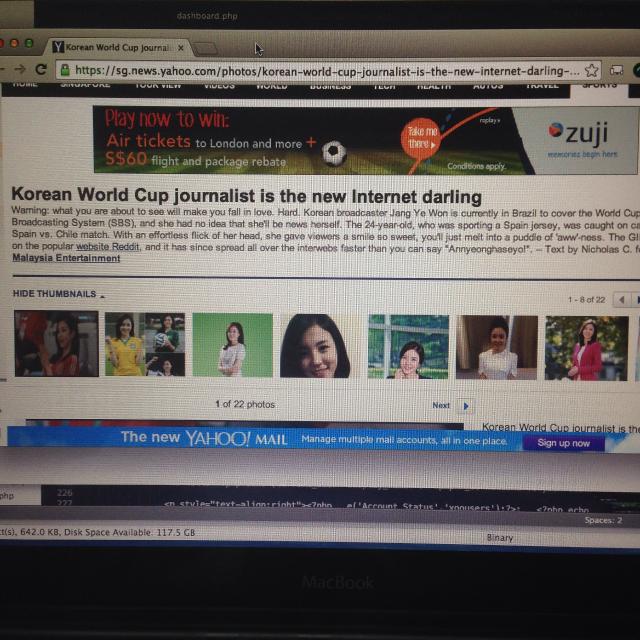 dashboard.php
Korean World Cup journali
https://sg.news.yahoo.com/photos/korean-world-cup-journalist-is-the-new-internet-darling-...
HOME SINGAPORE YOUR VIEW VIDEOS WORLD BUSINESS TECH HEALTH AUTOS TRAVEL SPORTS
Play now to win:
Air tickets to London and more +
S$60 flight and package rebate
Take me there
replay
Conditions apply.
zuji
memories begin here
Korean World Cup journalist is the new Internet darling
Warning: what you are about to see will make you fall in love. Hard. Korean broadcaster Jang Ye Won is currently in Brazil to cover the World Cup
Broadcasting System (SBS), and she had no idea that she'll be news herself. The 24-year-old, who was sporting a Spain jersey, was caught on ca
Spain vs. Chile match. With an effortless flick of her head, she gave viewers a smile so sweet, you'll just melt into a puddle of 'aww'-ness. The GI
on the popular website Reddit, and it has since spread all over the interwebs faster than you can say "Annyeonghaseyo!". – Text by Nicholas C. f
Malaysia Entertainment
HIDE THUMBNAILS
1 - 8 of 22
1 of 22 photos
Next
Korean World Cup journalist is the
The new YAHOO! MAIL Manage multiple mail accounts, all in one place. Sign up now
php
226
227
<p style="text-align:right"><?php e('Account Status', 'vpnusers');?>: <?php echo
Spaces: 2
t(s), 642.0 KB, Disk Space Available: 117.5 GB
Binary
MacBook